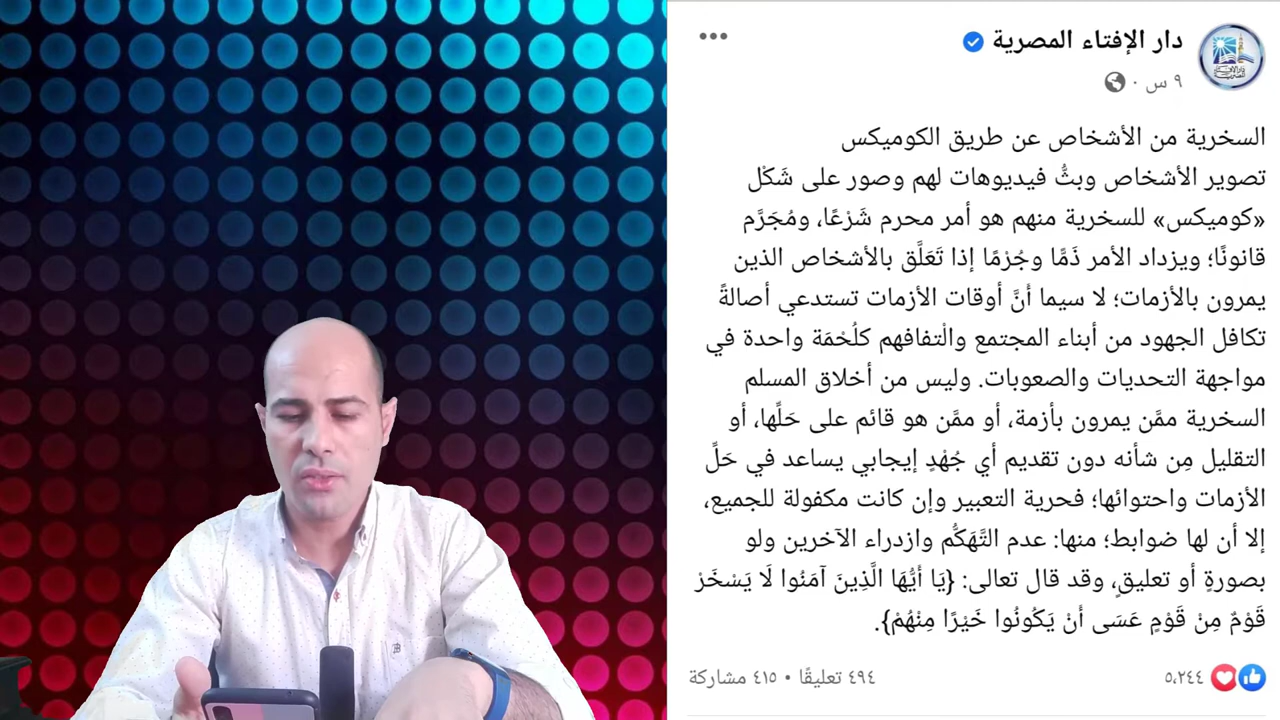 دار الإفتاء المصرية
٩ س ·
السخرية من الأشخاص عن طريق الكوميكس
تصوير الأشخاص وبثُّ فيديوهات لهم وصور على شَكْل
«كوميكس» للسخرية منهم هو أمر محرم شَرْعًا، ومُجَرَّم
قانونًا؛ ويزداد الأمر ذَمًّا وجُرْمًا إذا تَعَلَّق بالأشخاص الذين
يمرون بالأزمات؛ لا سيما أنَّ أوقات الأزمات تستدعي أصالةً
تكافل الجهود من أبناء المجتمع والْتفافهم كلُحْمَة واحدة في
مواجهة التحديات والصعوبات. وليس من أخلاق المسلم
السخرية ممَّن يمرون بأزمة، أو ممَّن هو قائم على حَلِّها، أو
التقليل مِن شأنه دون تقديم أي جُهْدٍ إيجابي يساعد في حَلِّ
الأزمات واحتوائها؛ فحرية التعبير وإن كانت مكفولة للجميع،
إلا أن لها ضوابط؛ منها: عدم التَّهَكُّم وازدراء الآخرين ولو
بصورةٍ أو تعليقٍ، وقد قال تعالى: {يَا أَيُّهَا الَّذِينَ آمَنُوا لَا يَسْخَرْ
قَوْمٌ مِنْ قَوْمٍ عَسَى أَنْ يَكُونُوا خَيْرًا مِنْهُمْ}.
٥،٢٤٤
٤٩٤ تعليقًا • ٤١٥ مشاركة